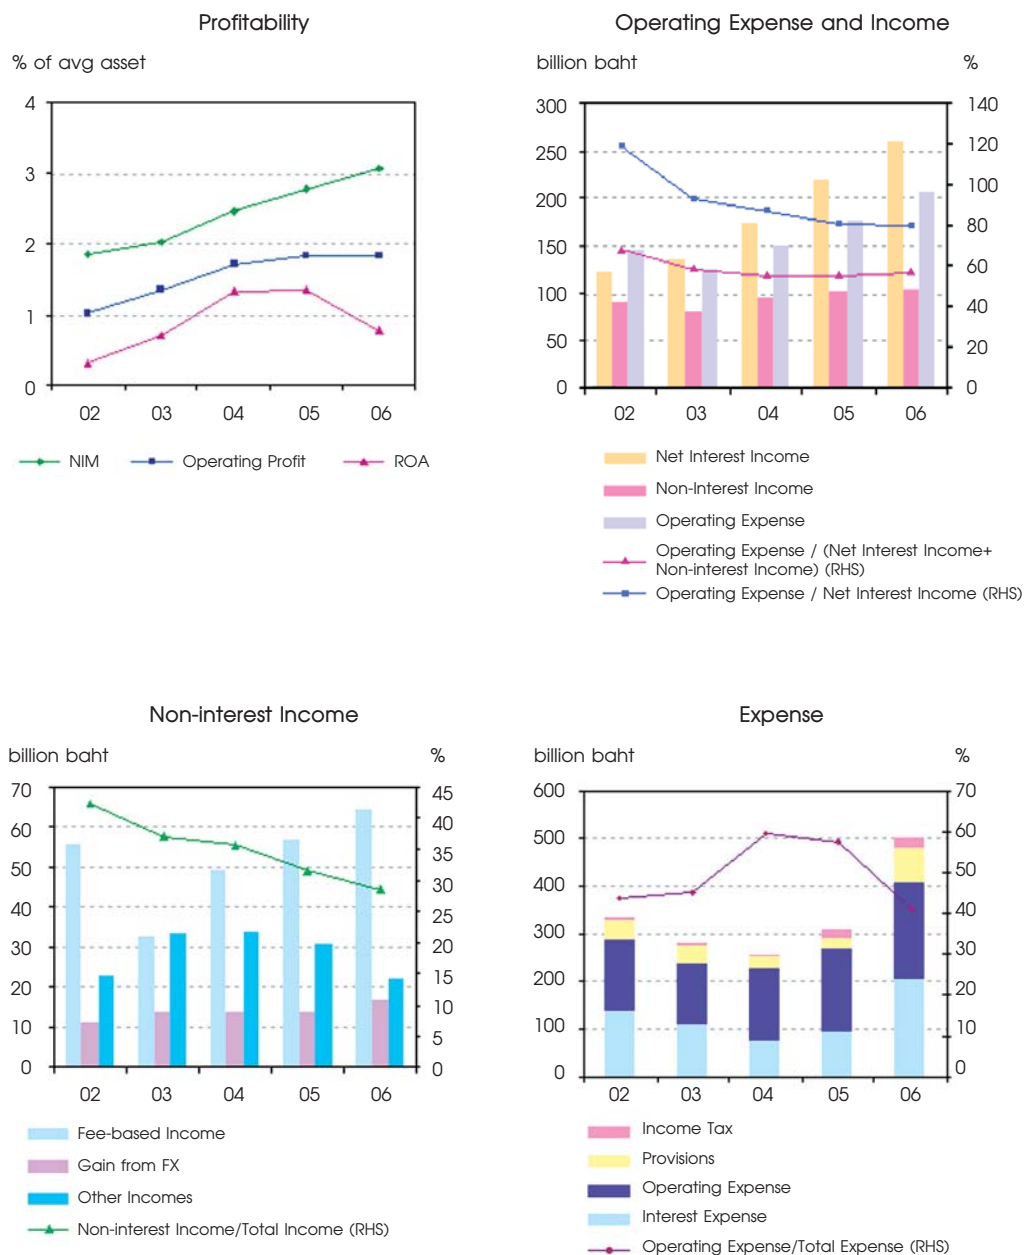 Profitability
% of avg asset
4
3
2
1
0
02 03 04 05 06
NIM Operating Profit ROA
Operating Expense and Income
billion baht %
300 140
250 120
200 100
150 80
100 60
50 40
0 20
0
02 03 04 05 06
Net Interest Income
Non-Interest Income
Operating Expense
Operating Expense / (Net Interest Income+
Non-interest Income) (RHS)
Operating Expense / Net Interest Income (RHS)
Non-interest Income
billion baht %
70 45
60 40
50 35
40 30
30 25
20 20
10 15
0 10
5
0
02 03 04 05 06
Fee-based Income
Gain from FX
Other Incomes
Non-interest Income/Total Income (RHS)
Expense
billion baht %
600 70
500 60
400 50
300 40
200 30
100 20
0 10
0
02 03 04 05 06
Income Tax
Provisions
Operating Expense
Interest Expense
Operating Expense/Total Expense (RHS)